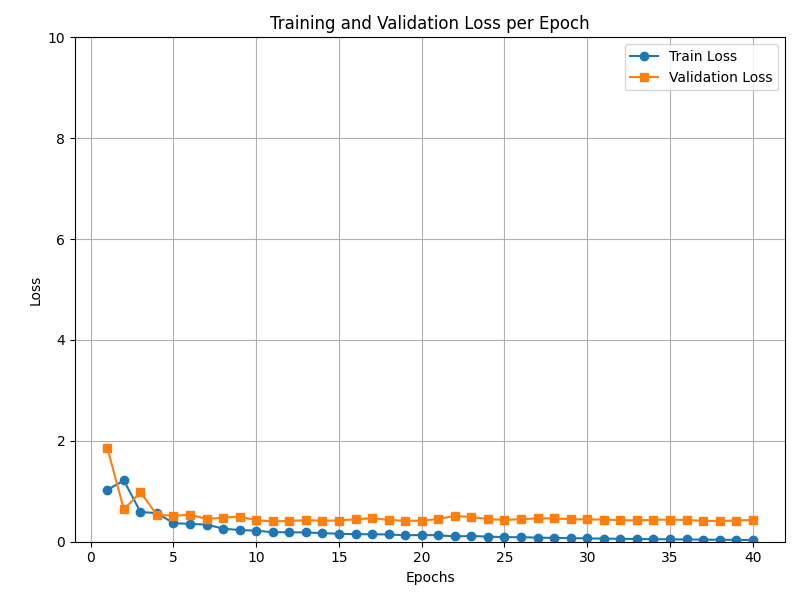 Training and Validation Loss per Epoch
Train Loss
Validation Loss
Loss
10
8
6
4
2
0
0 5 10 15 20 25 30 35 40
Epochs